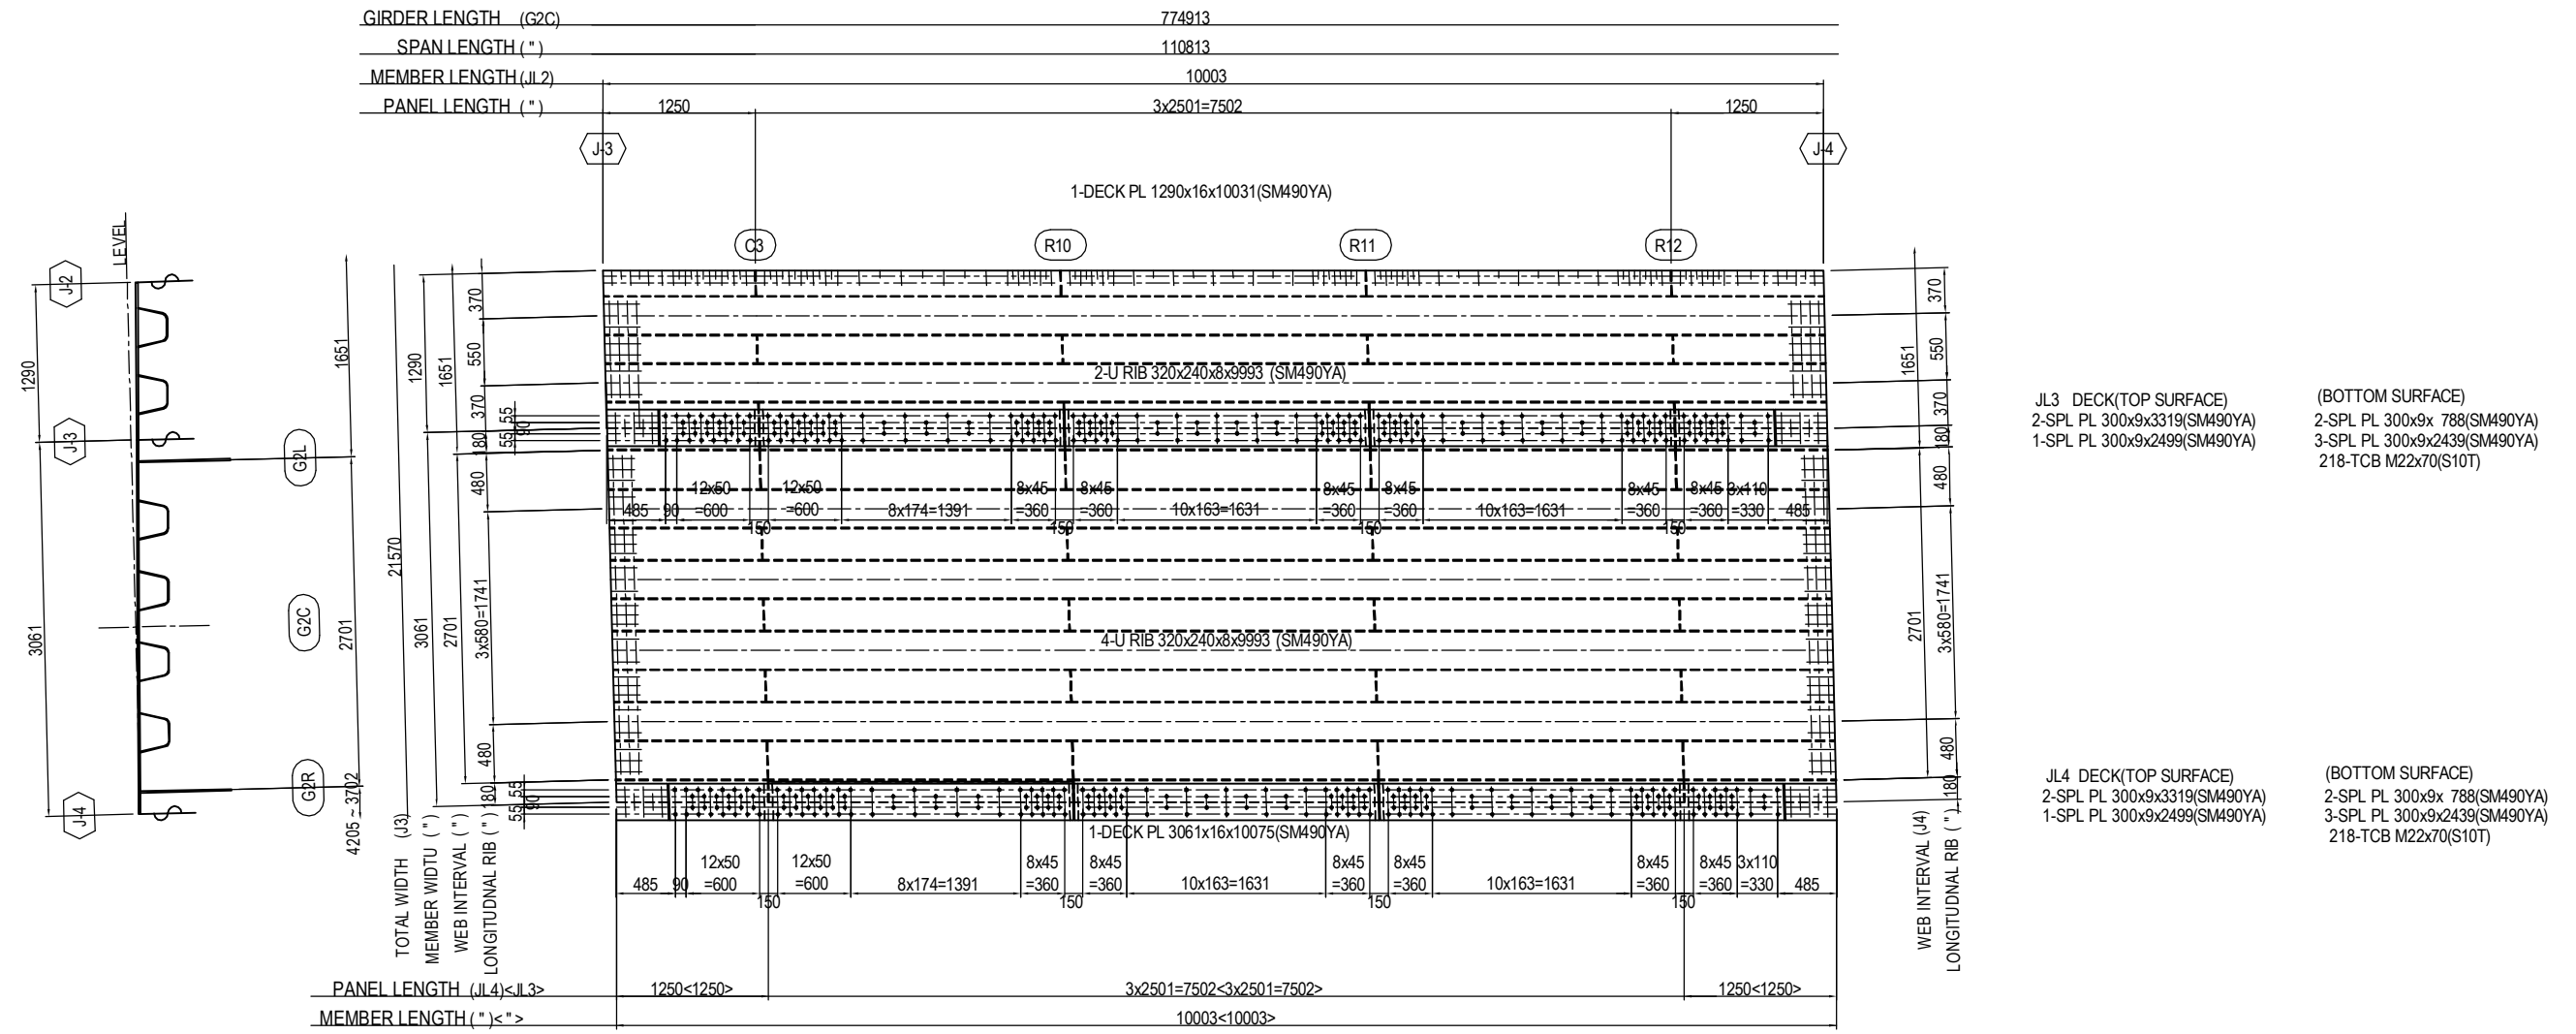 GIRDER LENGTH (G2C) 774913
SPAN LENGTH ( " ) 110813
MEMBER LENGTH (JL2) 10003
PANEL LENGTH ( " ) 1250 3x2501=7502 1250
J-3 J-4
1-DECK PL 1290x16x10031(SM490YA)
C3 R10 R11 R12
LEVEL
J-2
J-3
J-4
1290
3061
G2L
G2C
G2R
1651
2701
4205 ~ 3702
21570
1290
3061
1651
2701
370
550
370
180
480
3x580=1741
480
180
55 55
90
55
55 55
90
55
2-U RIB 320x240x8x9993 (SM490YA)
12x50 12x50 8x45 8x45 8x45 8x45 8x45 8x45 3x110
485 90 =600 =600 8x174=1391 =360 =360 10x163=1631 =360 =360 10x163=1631 =360 =360 =330 485
150 150 150 150
4-U RIB 320x240x8x9993 (SM490YA)
1-DECK PL 3061x16x10075(SM490YA)
12x50 12x50 8x45 8x45 8x45 8x45 8x45 8x45 3x110
485 90 =600 =600 8x174=1391 =360 =360 10x163=1631 =360 =360 10x163=1631 =360 =360 =330 485
150 150 150 150
1651
2701
370
550
370
180
480
3x580=1741
480
180
TOTAL WIDTH (J3)
MEMBER WIDTU ( " )
WEB INTERVAL ( " )
LONGITUDNAL RIB ( " )
WEB INTERVAL (J4)
LONGITUDNAL RIB ( " )
PANEL LENGTH (JL4)<JL3> 1250<1250> 3x2501=7502<3x2501=7502> 1250<1250>
MEMBER LENGTH ( " )< " > 10003<10003>
JL3 DECK(TOP SURFACE) (BOTTOM SURFACE)
2-SPL PL 300x9x3319(SM490YA) 2-SPL PL 300x9x 788(SM490YA)
1-SPL PL 300x9x2499(SM490YA) 3-SPL PL 300x9x2439(SM490YA)
218-TCB M22x70(S10T)
JL4 DECK(TOP SURFACE) (BOTTOM SURFACE)
2-SPL PL 300x9x3319(SM490YA) 2-SPL PL 300x9x 788(SM490YA)
1-SPL PL 300x9x2499(SM490YA) 3-SPL PL 300x9x2439(SM490YA)
218-TCB M22x70(S10T)